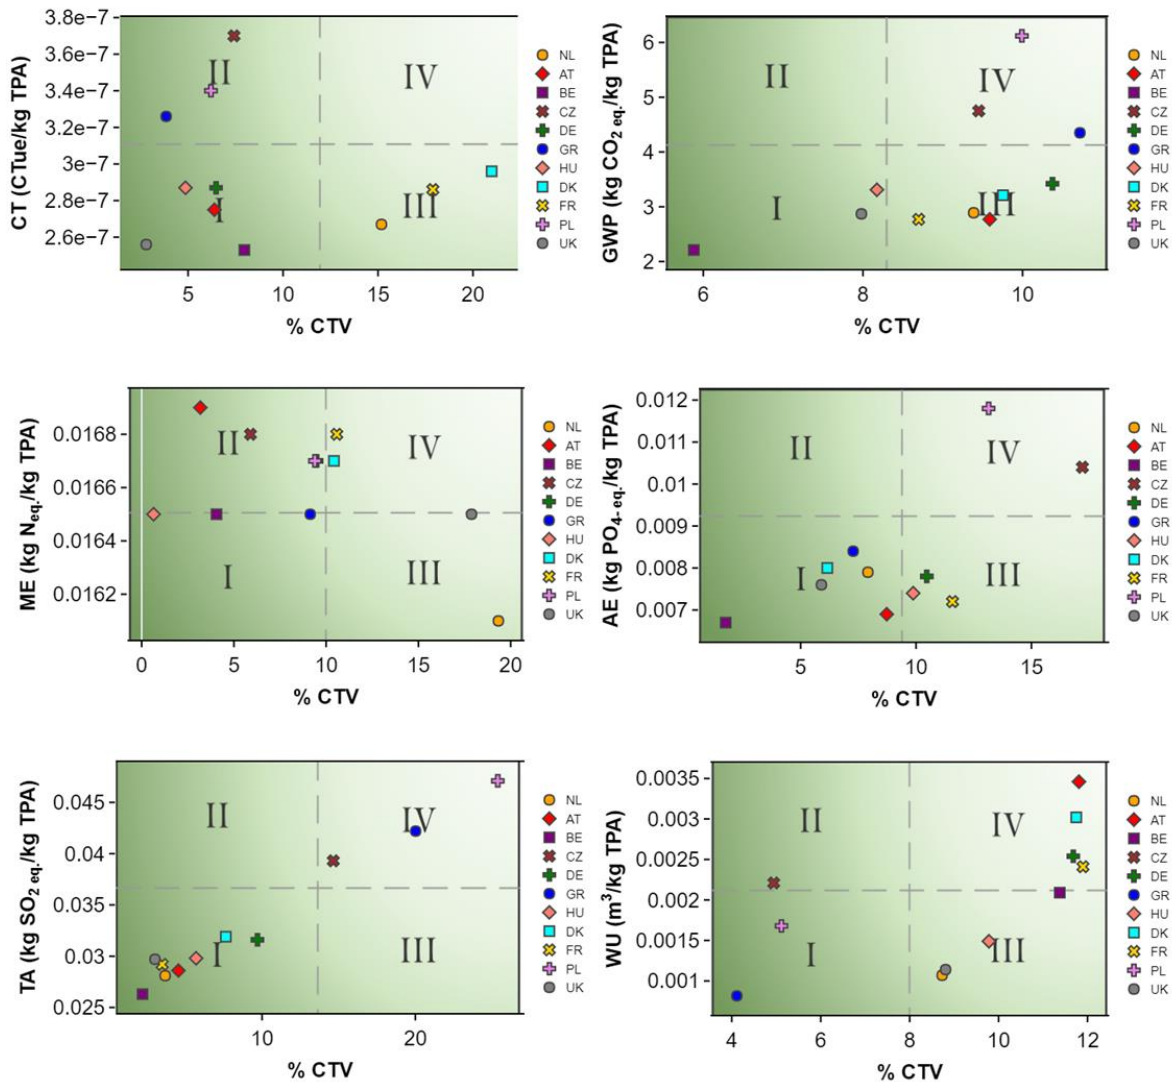 CT (CTue/kg TPA)
3.8e−7
3.6e−7
3.4e−7
3.2e−7
3e−7
2.8e−7
2.6e−7
II
IV
I
III
5
10
15
20
% CTV
NL
AT
BE
CZ
DE
GR
HU
DK
FR
PL
UK
GWP (kg CO2 eq./kg TPA)
6
5
4
3
2
II
IV
I
III
6
8
10
% CTV
NL
AT
BE
CZ
DE
GR
HU
DK
FR
PL
UK
ME (kg Neq./kg TPA)
0.0168
0.0166
0.0164
0.0162
II
IV
I
III
0
5
10
15
20
% CTV
NL
AT
BE
CZ
DE
GR
HU
DK
FR
PL
UK
AE (kg PO4- eq/kg TPA)
0.012
0.011
0.01
0.009
0.008
0.007
II
IV
I
III
5
10
15
% CTV
NL
AT
BE
CZ
DE
GR
HU
DK
FR
PL
UK
TA (kg SO2 eq./kg TPA)
0.045
0.04
0.035
0.03
0.025
II
IV
I
III
10
20
% CTV
NL
AT
BE
CZ
DE
GR
HU
DK
FR
PL
UK
WU (m³/kg TPA)
0.0035
0.003
0.0025
0.002
0.0015
0.001
II
IV
I
III
4
6
8
10
12
% CTV
NL
AT
BE
CZ
DE
GR
HU
DK
FR
PL
UK